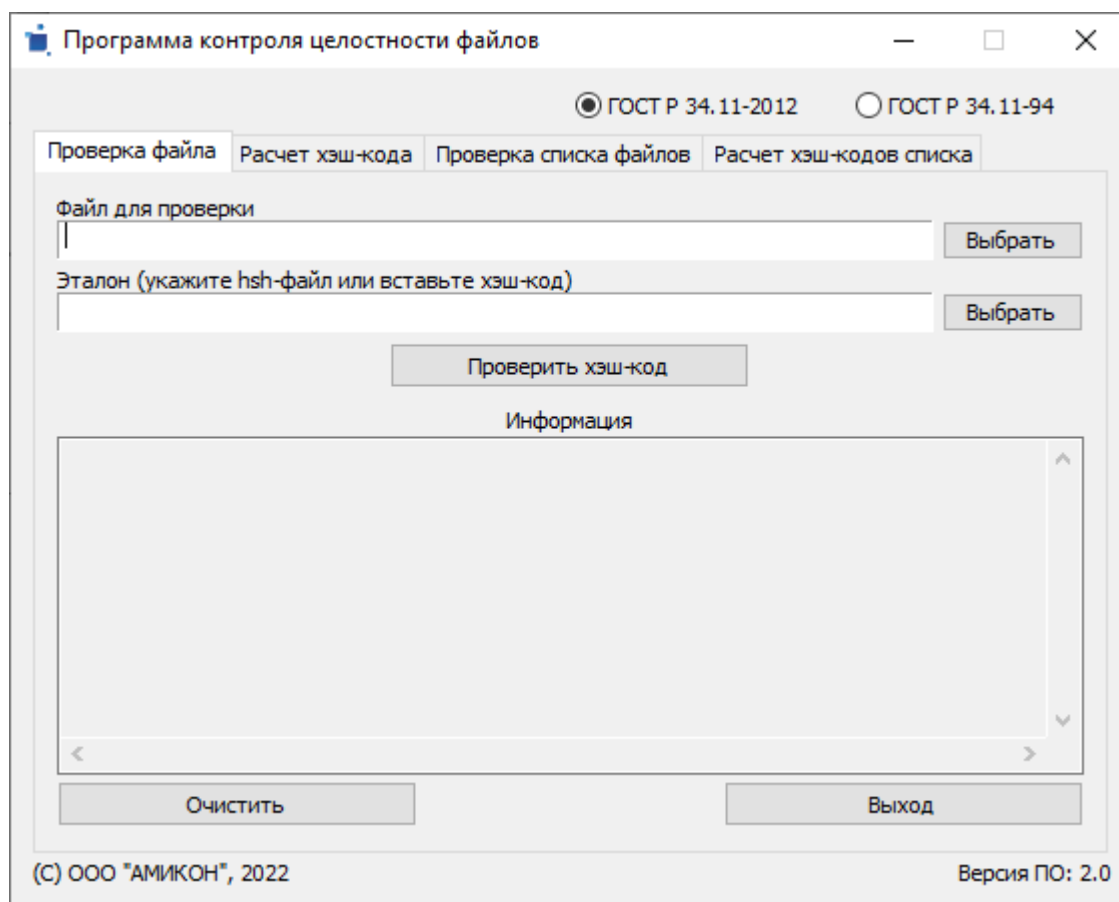 Программа контроля целостности файлов
ГОСТ Р 34.11-2012 ГОСТ Р 34.11-94
Проверка файла Расчет хэш-кода Проверка списка файлов Расчет хэш-кодов списка
Файл для проверки
Выбрать
Эталон (укажите hsh-файл или вставьте хэш-код)
Выбрать
Проверить хэш-код
Информация
Очистить Выход
(C) ООО "АМИКОН", 2022 Версия ПО: 2.0